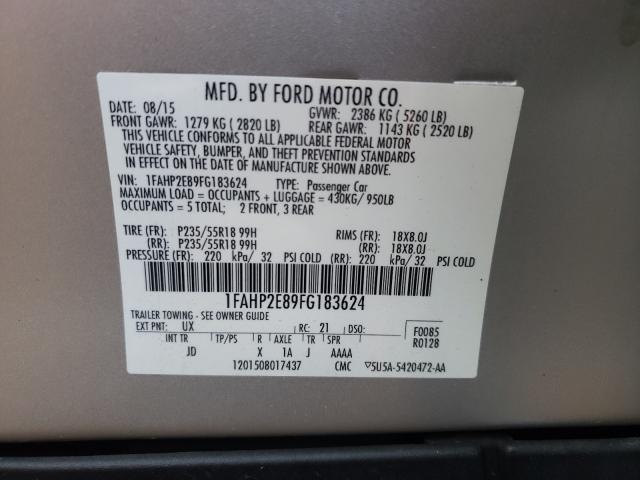 MFD. BY FORD MOTOR CO.
DATE: 08/15 GVWR: 2386 KG ( 5260 LB)
FRONT GAWR: 1279 KG ( 2820 LB) REAR GAWR: 1143 KG ( 2520 LB)
THIS VEHICLE CONFORMS TO ALL APPLICABLE FEDERAL MOTOR
VEHICLE SAFETY, BUMPER, AND THEFT PREVENTION STANDARDS
IN EFFECT ON THE DATE OF MANUFACTURE SHOWN ABOVE.
VIN: 1FAHP2E89FG183624 TYPE: Passenger Car
MAXIMUM LOAD = OCCUPANTS + LUGGAGE = 430KG/ 950LB
OCCUPANTS = 5 TOTAL; 2 FRONT, 3 REAR
TIRE (FR): P235/55R18 99H RIMS (FR): 18X8.0J
(RR): P235/55R18 99H (RR): 18X8.0J
PRESSURE (FR): 220 kPa/ 32 PSI COLD (RR): 220 kPa/ 32 PSI COLD
1FAHP2E89FG183624
TRAILER TOWING - SEE OWNER GUIDE
EXT PNT: UX RC: 21 DSO: F0085
INT TR TP/PS R AXLE TR SPR R0128
JD X 1A J AAAA
1201508017437 CMC ▽5U5A-5420472-AA